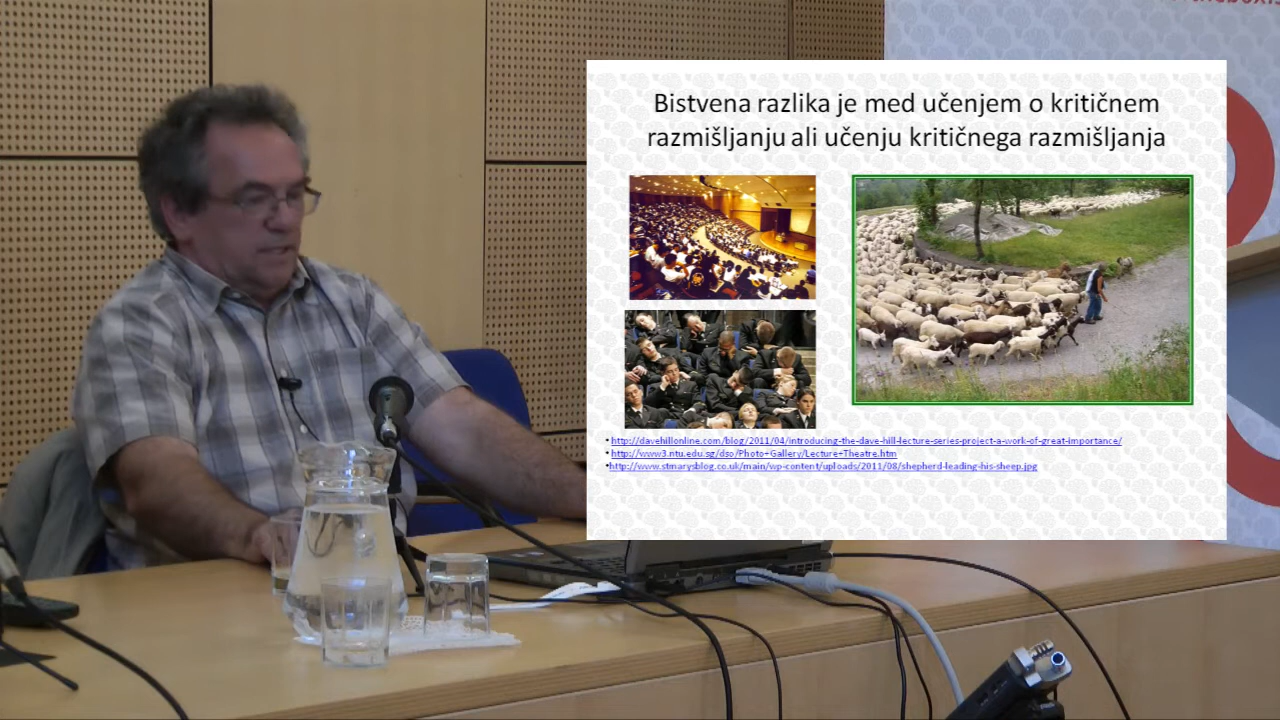 Bistvena razlika je med učenjem o kritičnem
razmišljanju ali učenju kritičnega razmišljanja
• http://davehillonline.com/blog/2011/04/introducing-the-dave-hill-lecture-series-project-a-work-of-great-importance/
• http://www3.ntu.edu.sg/dso/Photo+Gallery/Lecture+Theatre.htm
•http://www.stmarysblog.co.uk/main/wp-content/uploads/2011/08/shepherd-leading-his-sheep.jpg